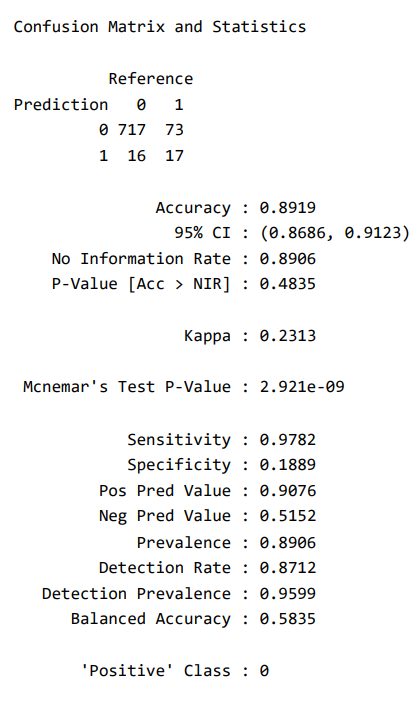 Confusion Matrix and Statistics
Reference
Prediction 0 1
0 717 73
1 16 17
Accuracy : 0.8919
95% CI : (0.8686, 0.9123)
No Information Rate : 0.8906
P-Value [Acc > NIR] : 0.4835
Kappa : 0.2313
Mcnemar's Test P-Value : 2.921e-09
Sensitivity : 0.9782
Specificity : 0.1889
Pos Pred Value : 0.9076
Neg Pred Value : 0.5152
Prevalence : 0.8906
Detection Rate : 0.8712
Detection Prevalence : 0.9599
Balanced Accuracy : 0.5835
'Positive' Class : 0